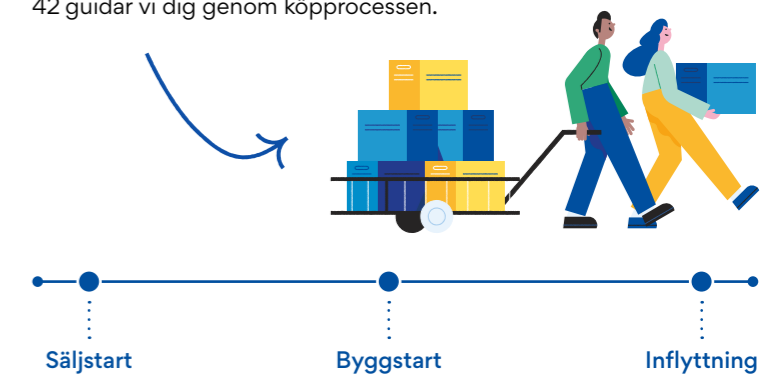 42 guidar vi dig genom köpprocessen.
Säljstart
Byggstart
Inflyttning